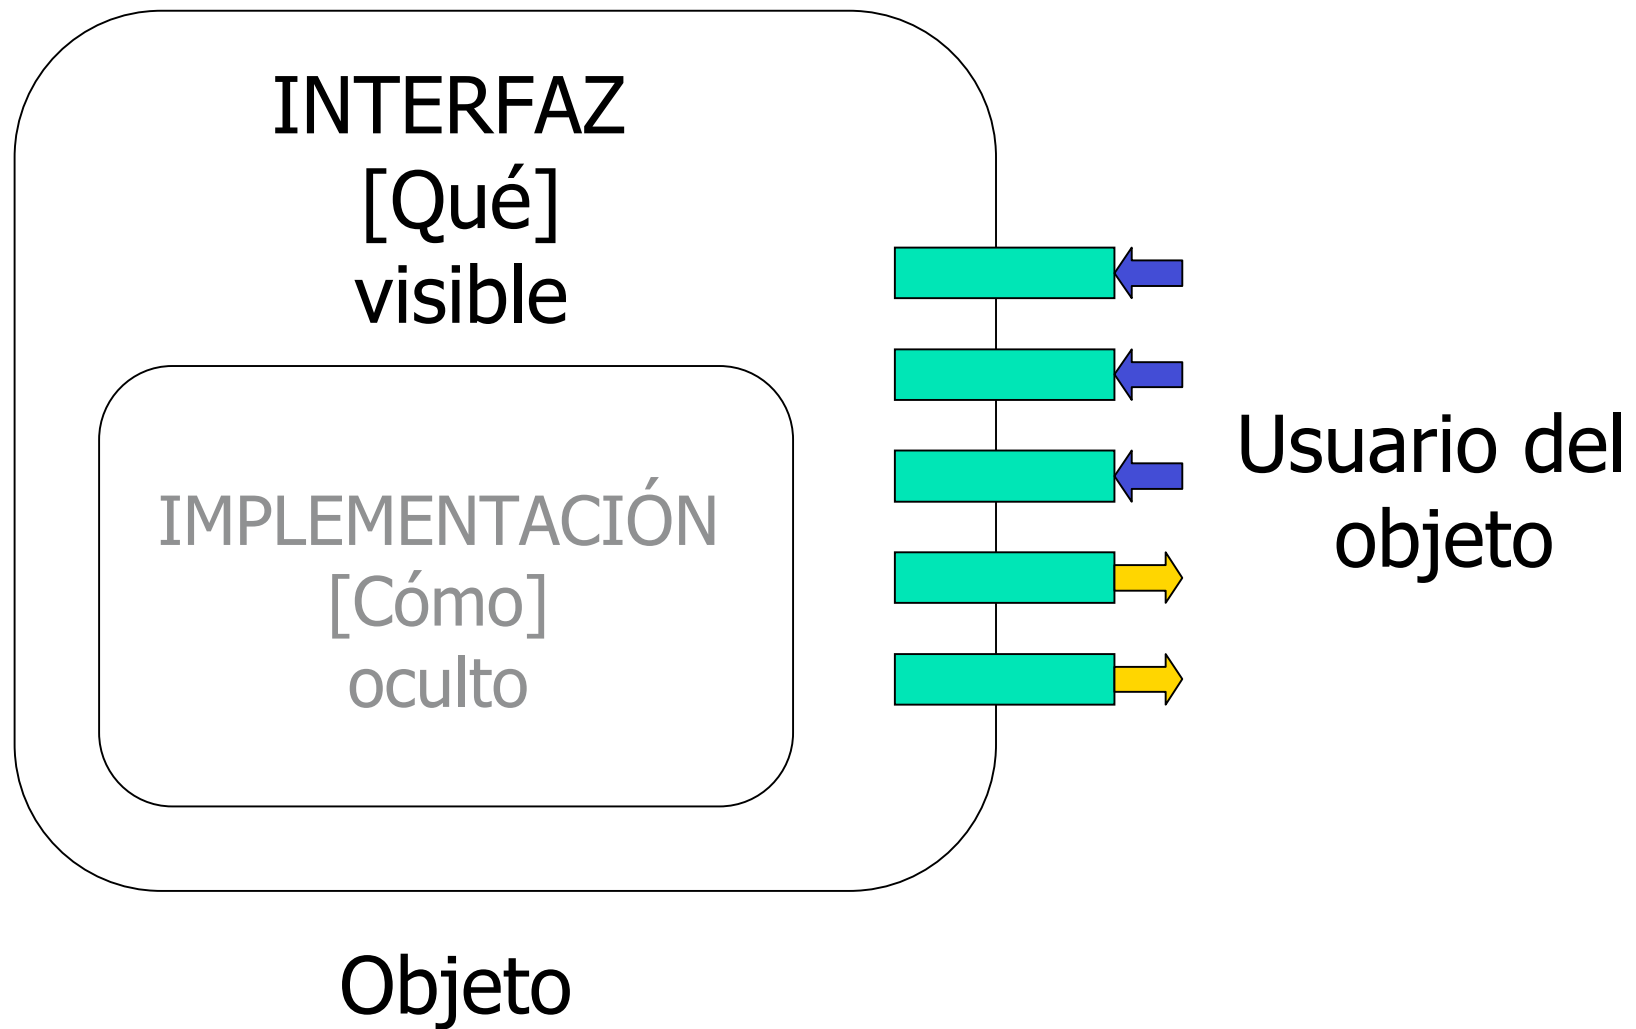 INTERFAZ
[Qué]
visible
IMPLEMENTACIÓN
[Cómo]
oculto
Usuario del
objeto
Objeto